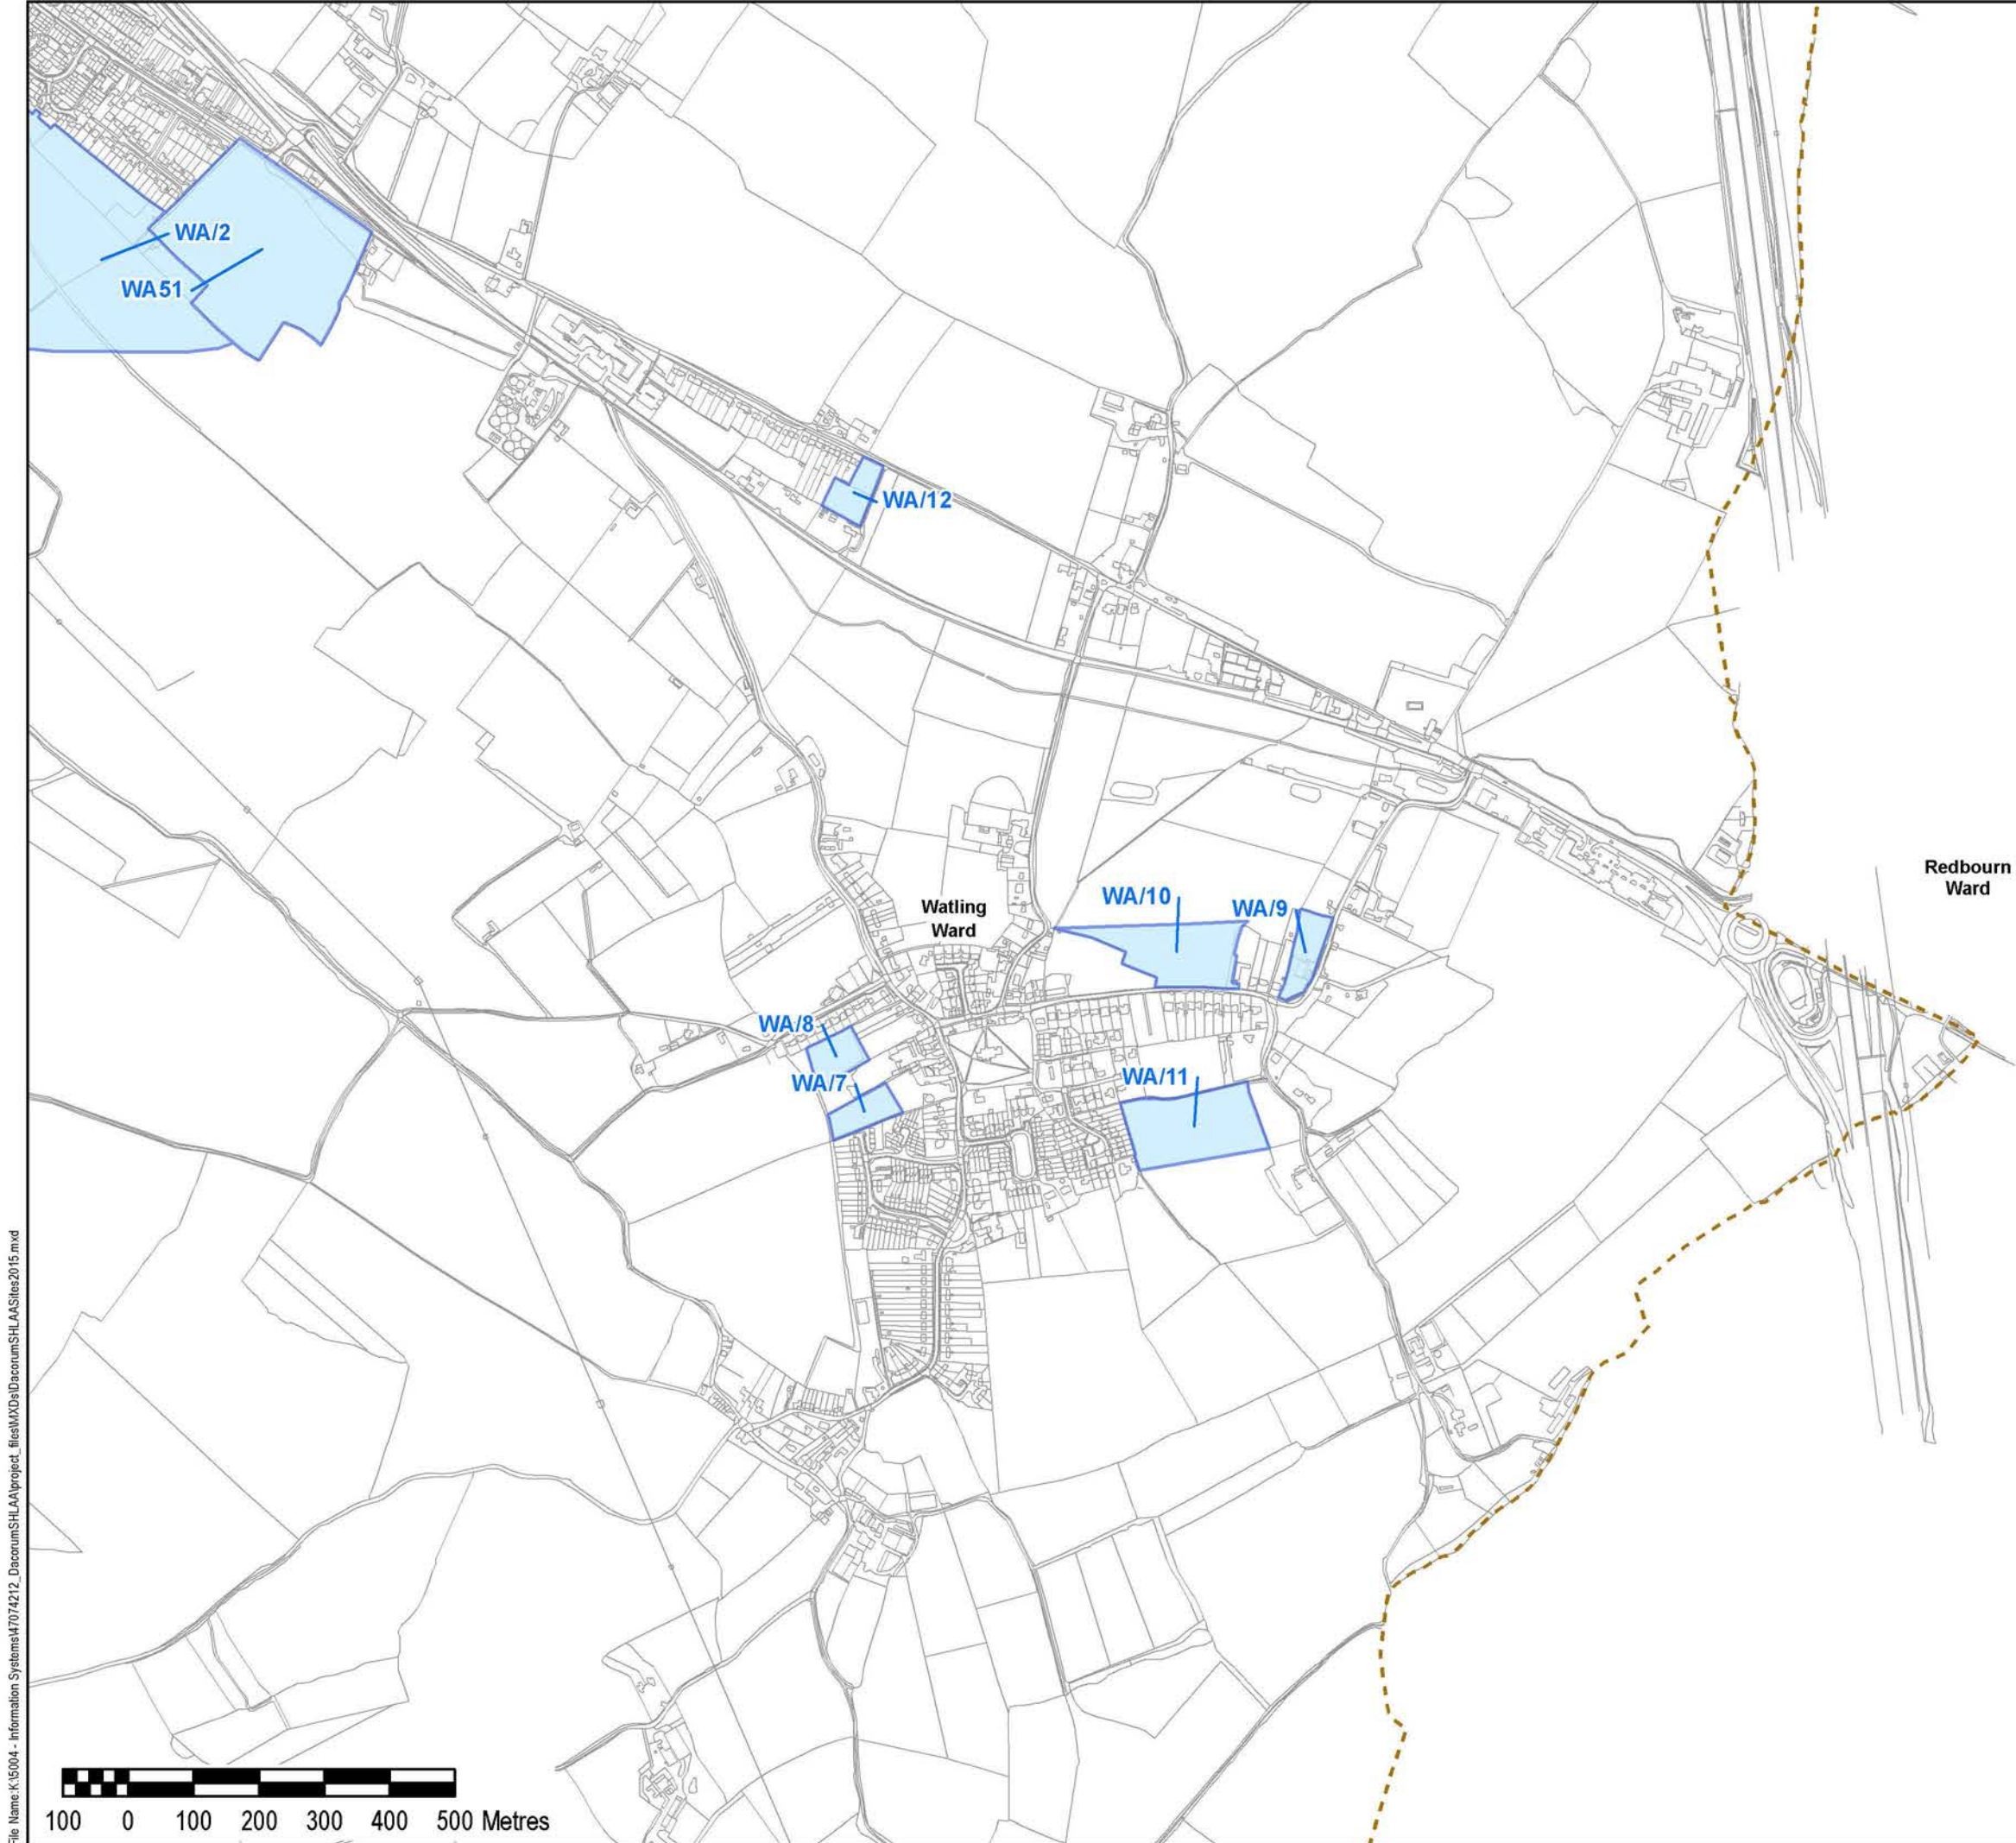 WA/2
WA51
WA/12
Redbourn
Ward
WA/10
WA/9
Watling
Ward
WA/8
WA/7
WA/11
File Name:K:\5004 - Information Systems\47074212_DacorumSHLAA\project_files\MXDs\DacorumSHLAASites2015.mxd
100 0 100 200 300 400 500 Metres